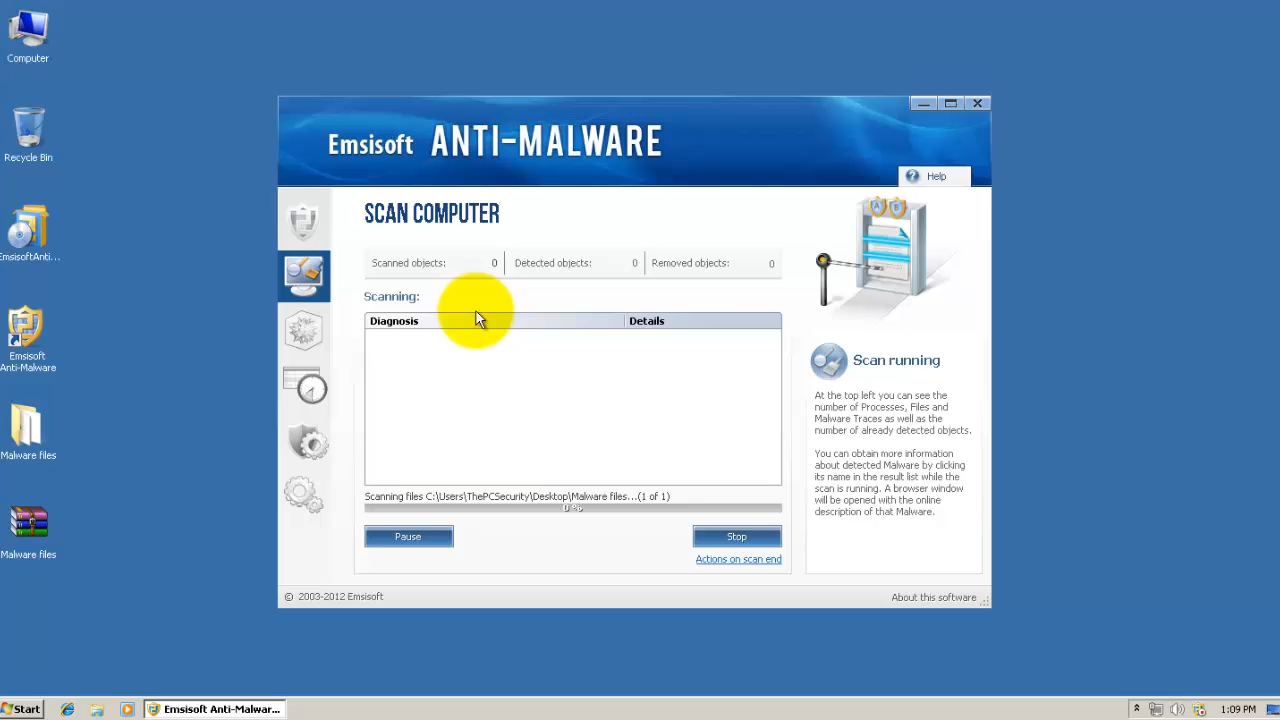 Computer
Recycle Bin
EmsisoftAnti...
Emsisoft
Anti-Malware
Malware files
Malware files
Emsisoft ANTI-MALWARE
Help
SCAN COMPUTER
Scanned objects: 0 Detected objects: 0 Removed objects: 0
Scanning:
Diagnosis Details
Scanning files C:\Users\ThePCSecurity\Desktop\Malware files...(1 of 1)
0 %
Pause Stop
Actions on scan end
A B
Scan running
At the top left you can see the
number of Processes, Files and
Malware Traces as well as the
number of already detected objects.
You can obtain more information
about detected Malware by clicking
its name in the result list while the
scan is running. A browser window
will be opened with the online
description of that Malware.
© 2003-2012 Emsisoft About this software
Start Emsisoft Anti-Malwar... 1:09 PM